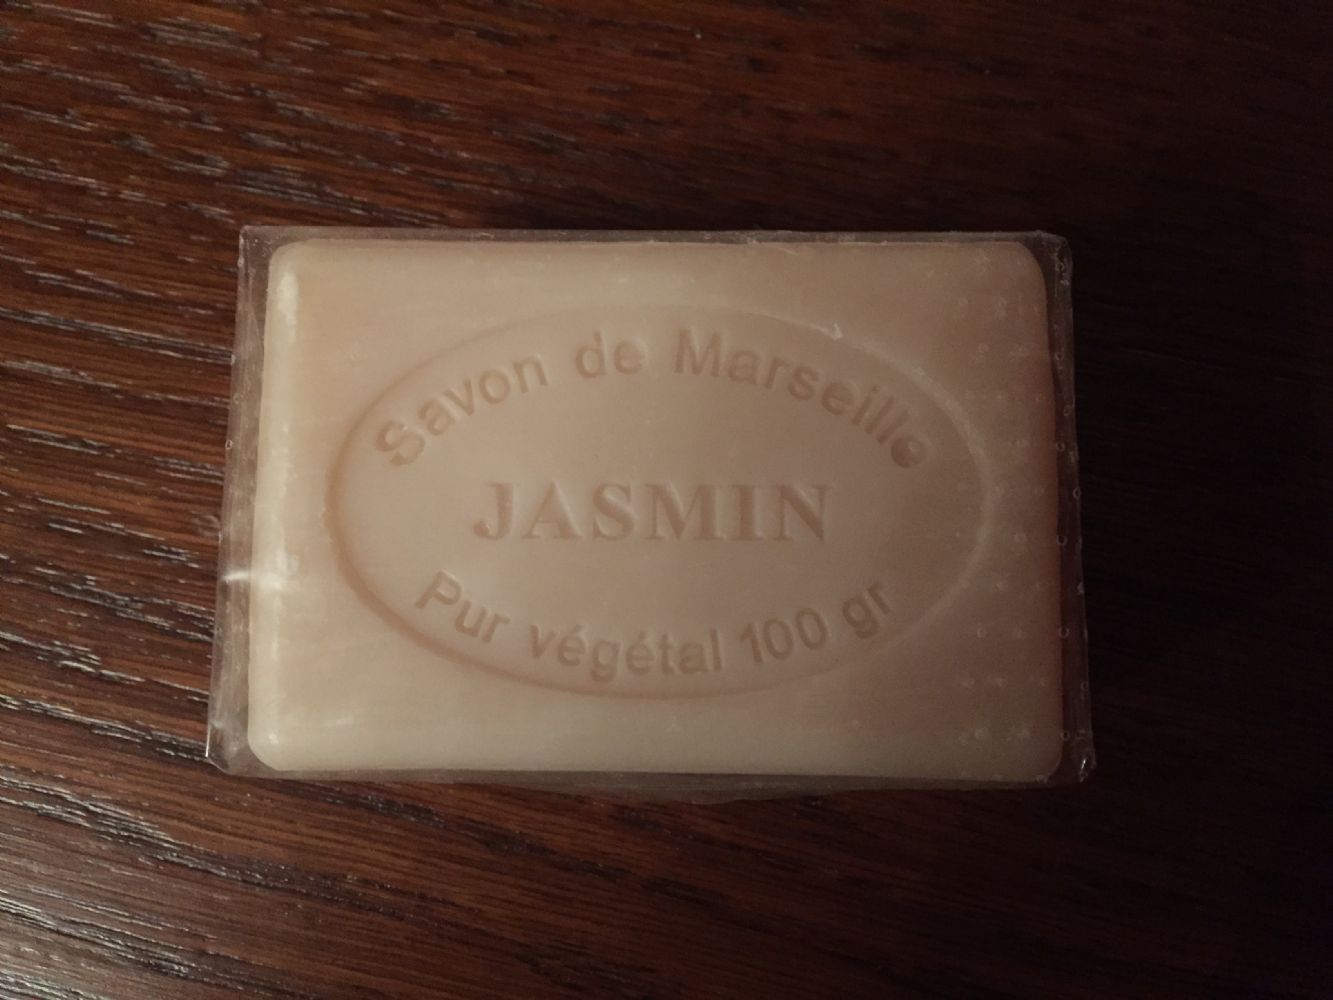 Savon de Marseille
JASMIN
Pur végétal 100 gr